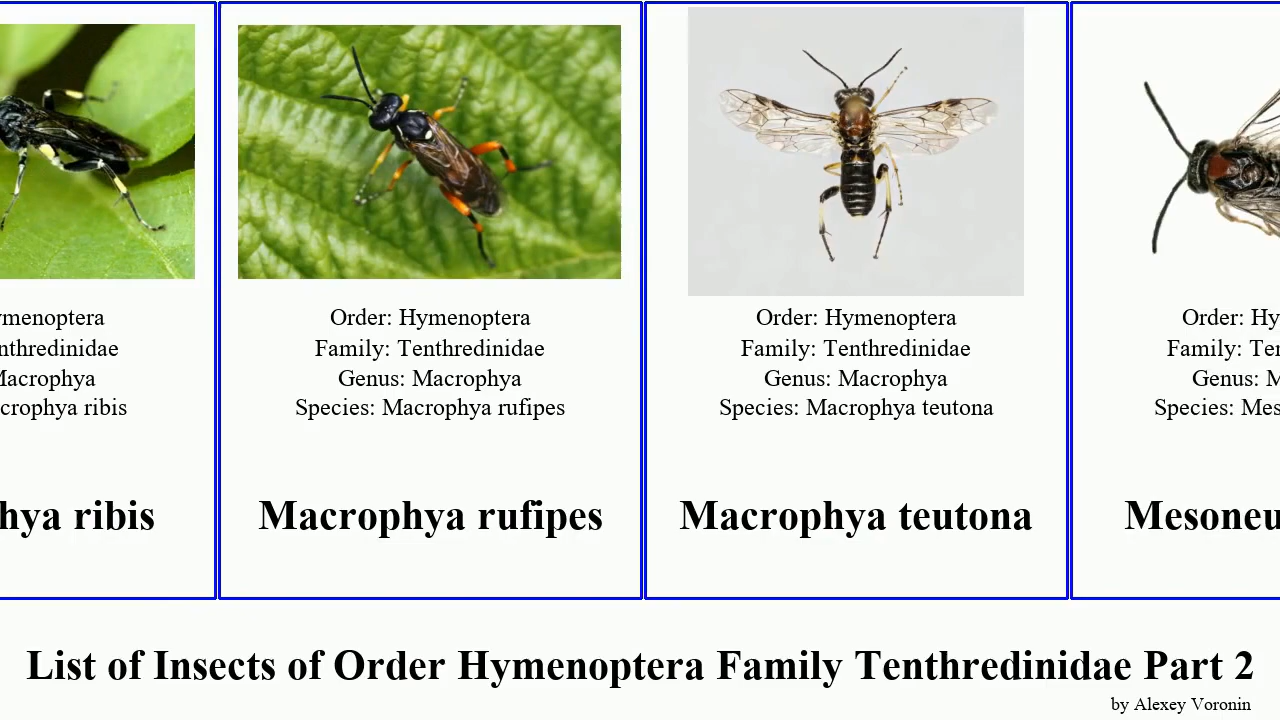 ymenoptera
nthredinidae
Macrophya
crophya ribis
hya ribis
Order: Hymenoptera
Family: Tenthredinidae
Genus: Macrophya
Species: Macrophya rufipes
Macrophya rufipes
Order: Hymenoptera
Family: Tenthredinidae
Genus: Macrophya
Species: Macrophya teutona
Macrophya teutona
Order: Hy
Family: Ten
Genus: M
Species: Mes
Mesoneu
List of Insects of Order Hymenoptera Family Tenthredinidae Part 2
by Alexey Voronin